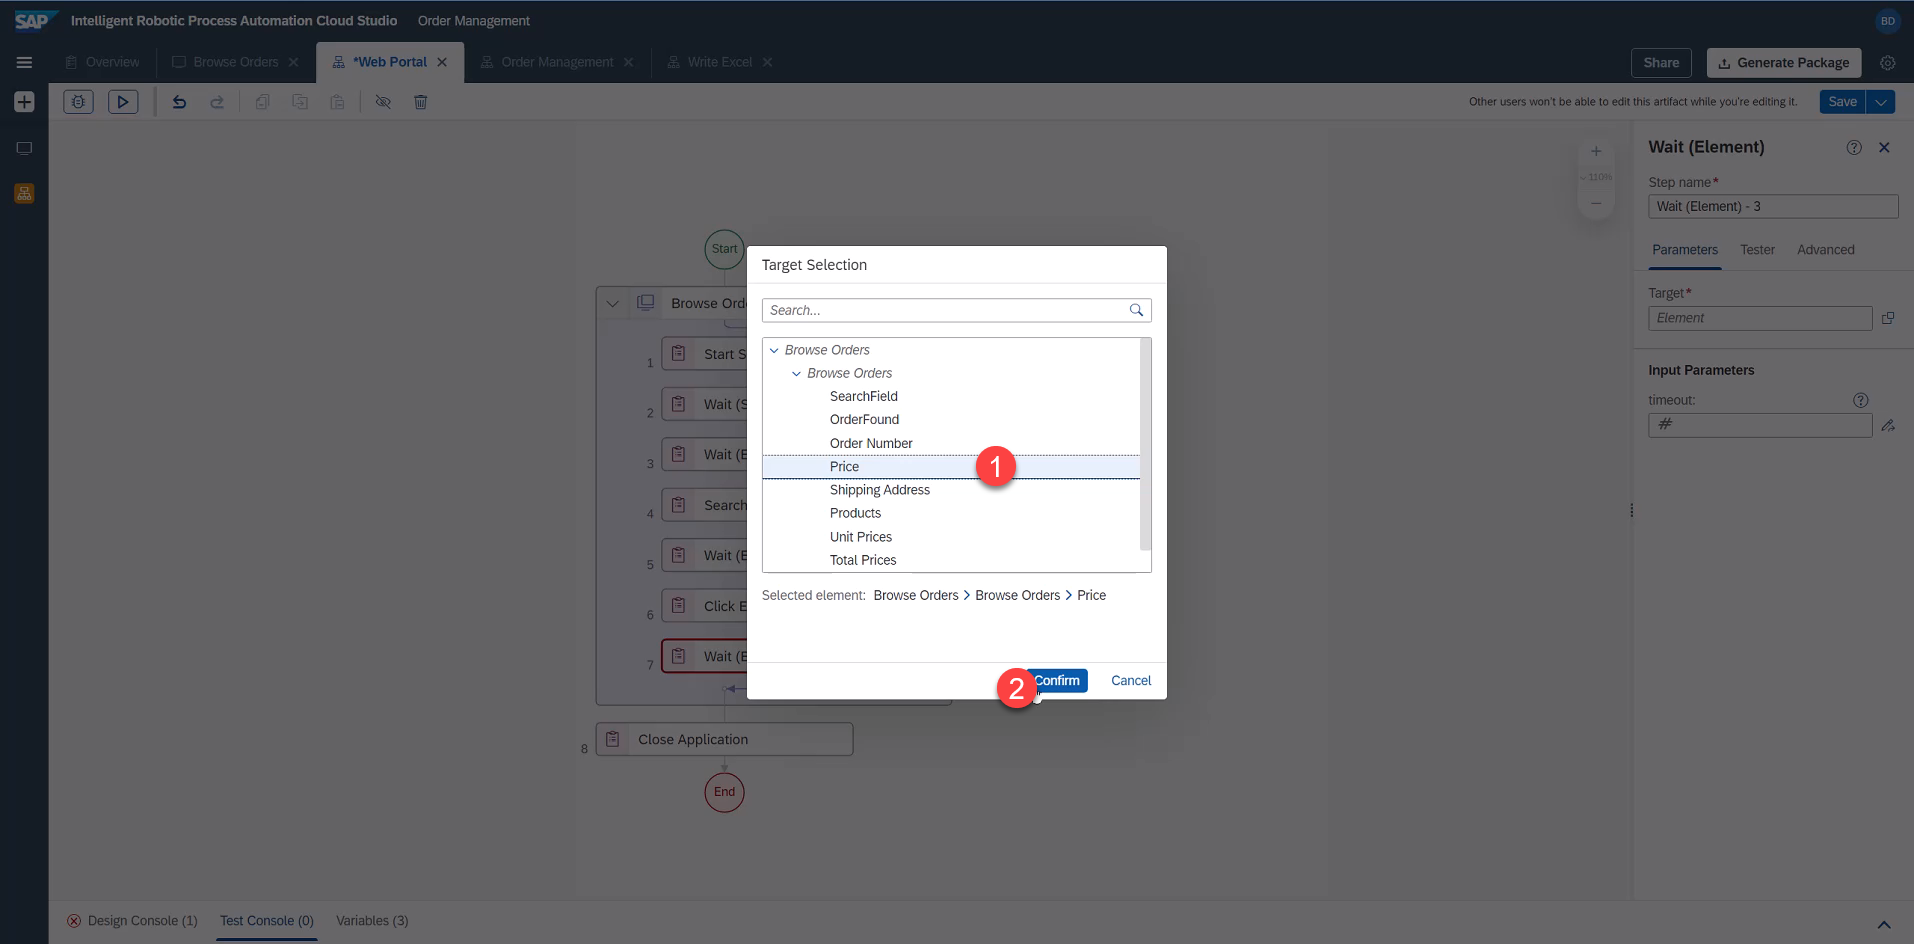 SAP Intelligent Robotic Process Automation Cloud Studio Order Management BD
Overview Browse Orders *Web Portal Order Management Write Excel Share Generate Package
Other users won't be able to edit this artifact while you're editing it. Save
110%
Wait (Element)
Step name*
Wait (Element) - 3
Parameters Tester Advanced
Target*
Element
Input Parameters
timeout:
#
Start
Browse Ord
1 Start S
2 Wait (S
3 Wait (E
4 Search
5 Wait (E
6 Click E
7 Wait (E
8 Close Application
End
Target Selection
Search...
Browse Orders
Browse Orders
SearchField
OrderFound
Order Number
Price 1
Shipping Address
Products
Unit Prices
Total Prices
Selected element: Browse Orders > Browse Orders > Price
2 Confirm Cancel
Design Console (1) Test Console (0) Variables (3)